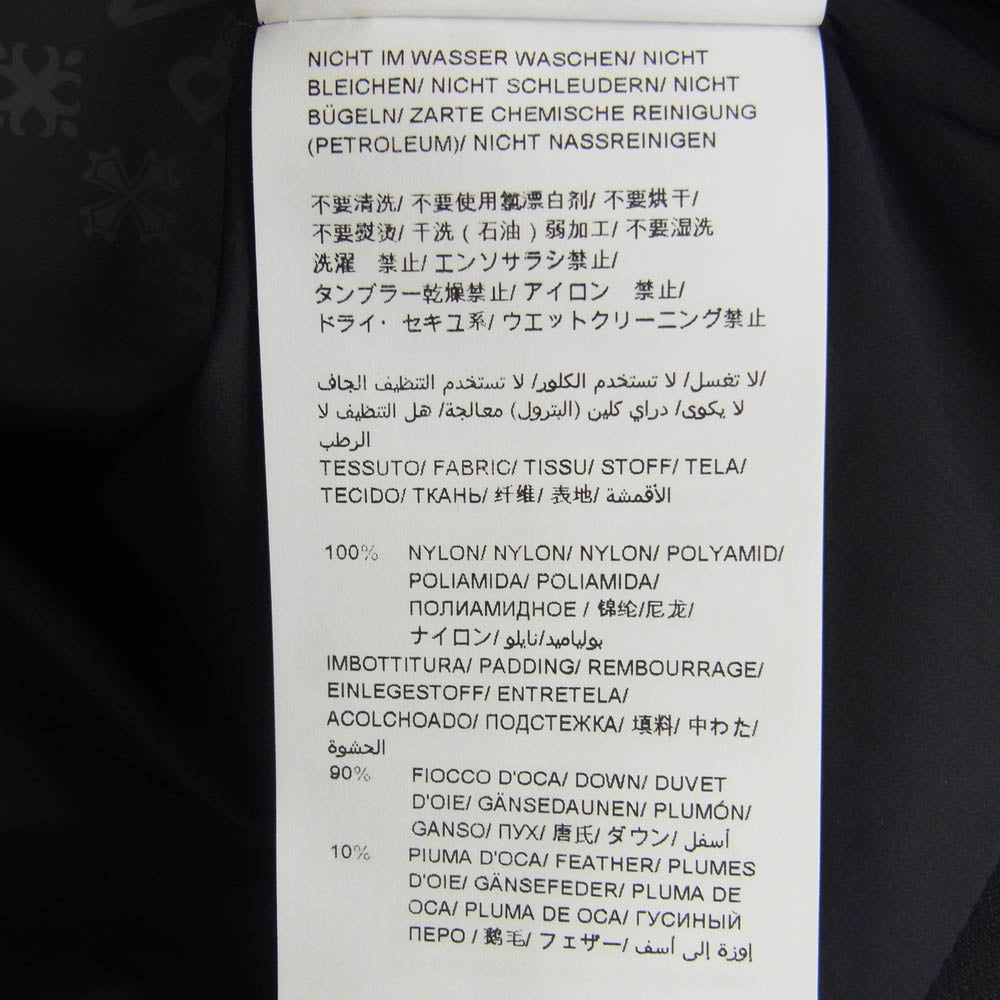 NICHT IM WASSER WASCHEN/ NICHT
BLEICHEN/ NICHT SCHLEUDERN/ NICHT
BÜGELN/ ZARTE CHEMISCHE REINIGUNG
(PETROLEUM)/ NICHT NASSREINIGEN
不要清洗/ 不要使用氯漂白剂/ 不要烘干/
不要熨烫/ 干洗 ( 石油 ) 弱加工/ 不要湿洗
洗濯　禁止/ エンソサラシ禁止/
タンブラー乾燥禁止/ アイロン　禁止/
ドライ・ セキユ系/ ウエットクリーニング禁止
لا تغسل/ لا تستخدم الكلور/ لا تستخدم التنظيف الجاف/
لا يكوى/ دراي كلين (البترول) معالجة/ هل التنظيف لا
الرطب
TESSUTO/ FABRIC/ TISSU/ STOFF/ TELA/
TECIDO/ ТКАНЬ/ 纤维/ 表地/ الأقمشة
100% NYLON/ NYLON/ NYLON/ POLYAMID/
POLIAMIDA/ POLIAMIDA/
ПОЛИАМИДНОЕ / 锦纶/尼龙/
ナイロン/ بولياميد/نايلو
IMBOTTITURA/ PADDING/ REMBOURRAGE/
EINLEGESTOFF/ ENTRETELA/
ACOLCHOADO/ ПОДСТЕЖКА/ 填料/ 中わた/
الحشوة
90% FIOCCO D'OCA/ DOWN/ DUVET
D'OIE/ GÄNSEDAUNEN/ PLUMÓN/
GANSO/ ПУХ/ 唐氏/ ダウン/ أسفل
10% PIUMA D'OCA/ FEATHER/ PLUMES
D'OIE/ GÄNSEFEDER/ PLUMA DE
OCA/ PLUMA DE OCA/ ГУСИНЫЙ
ПЕРО / 鹅毛/ フェザー/ إوزة إلى أسف